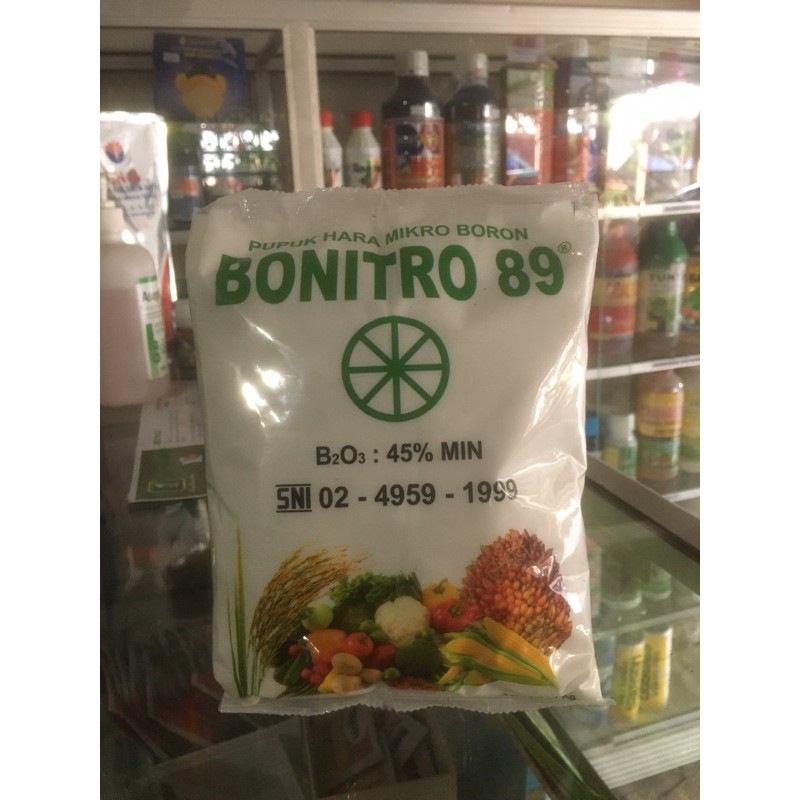 PUPUK HARA MIKRO BORON
BONITRO 89®
B₂O₃ : 45% MIN
SNI 02 - 4959 - 1999